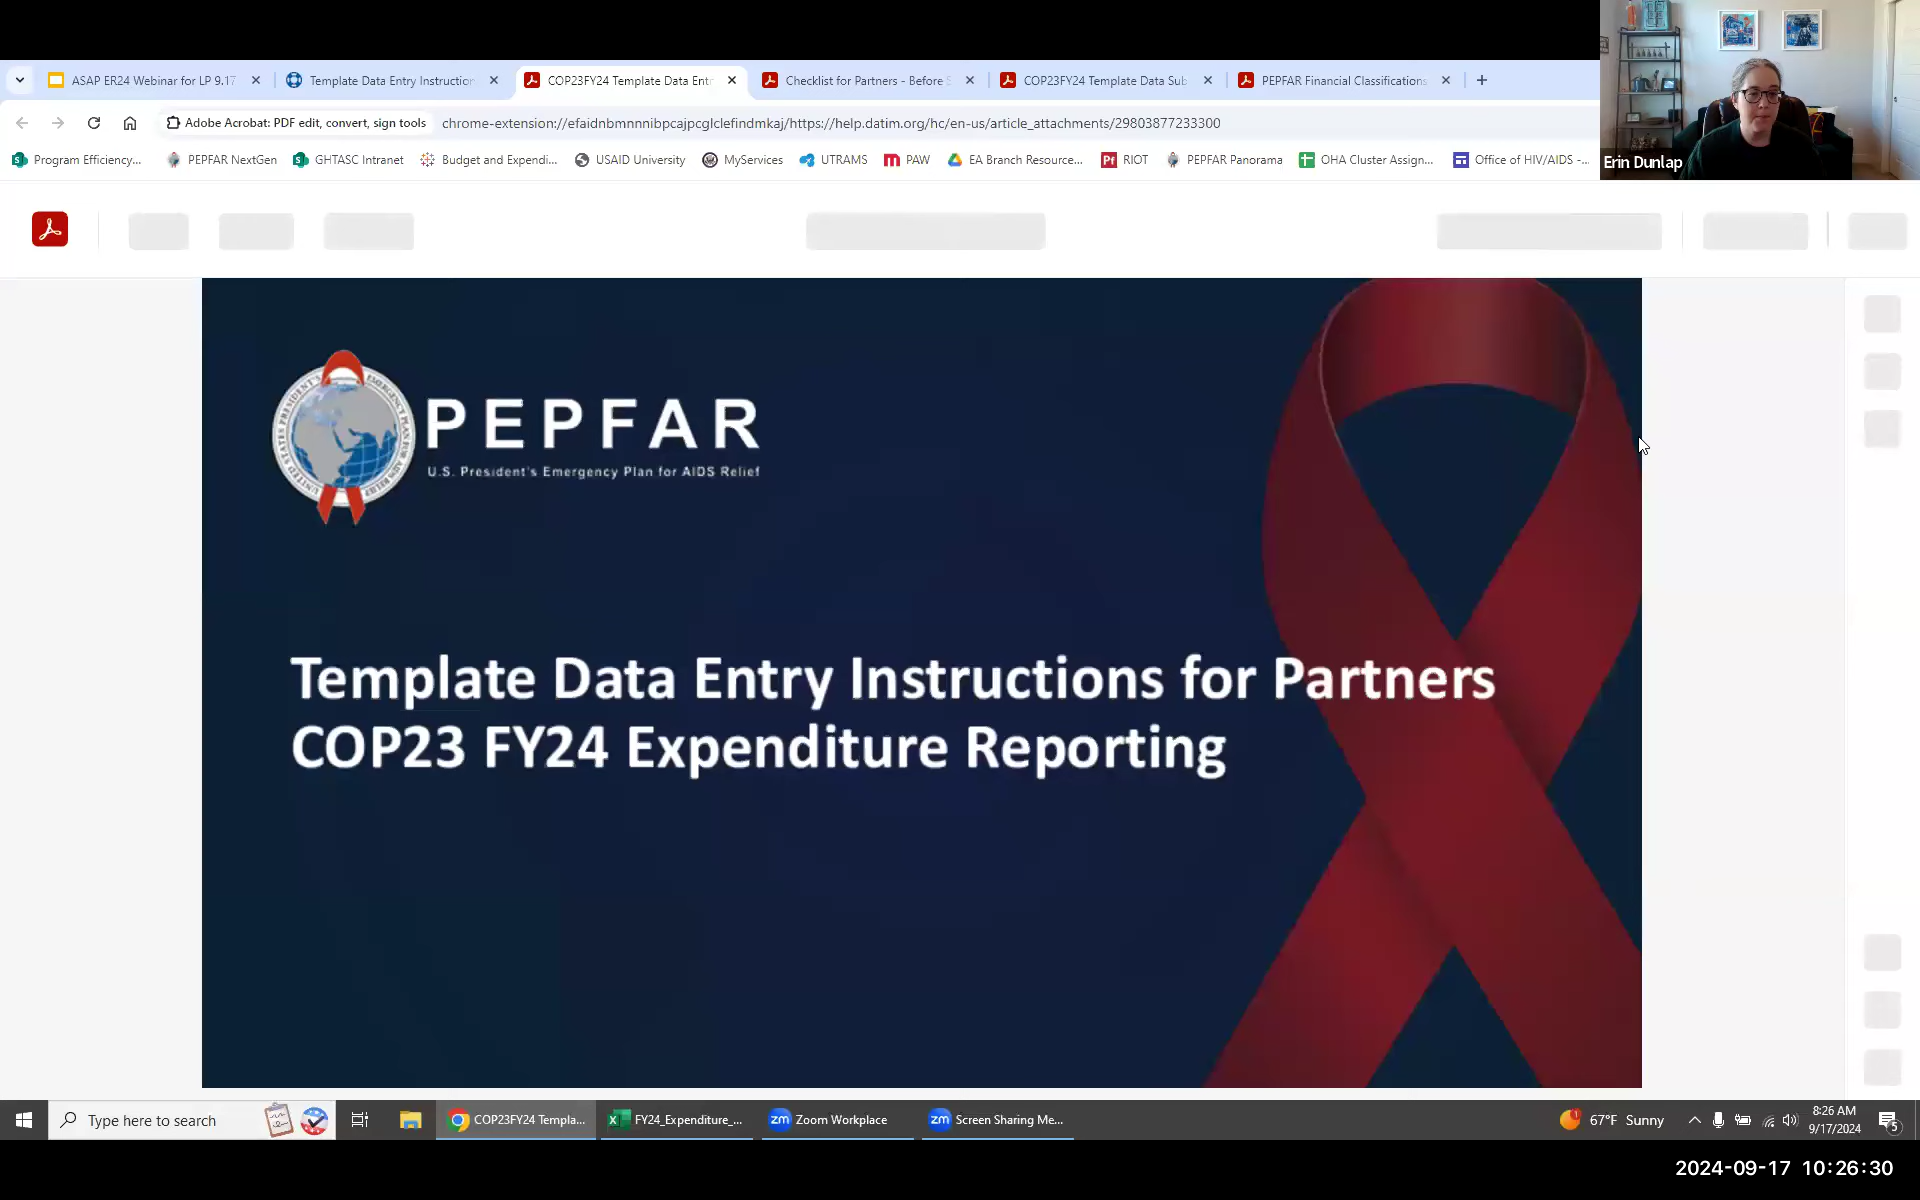 ASAP ER24 Webinar for LP 9.17
Template Data Entry Instruction
COP23FY24 Template Data Entr
Checklist for Partners - Before S
COP23FY24 Template Data Sub
PEPFAR Financial Classifications
Adobe Acrobat: PDF edit, convert, sign tools
chrome-extension://efaidnbmnnnibpcajpcglclefindmkaj/https://help.datim.org/hc/en-us/article_attachments/29803877233300
Program Efficiency...
PEPFAR NextGen
GHTASC Intranet
Budget and Expendi...
USAID University
MyServices
UTRAMS
PAW
EA Branch Resource...
RIOT
PEPFAR Panorama
OHA Cluster Assign...
Office of HIV/AIDS -...
Erin Dunlap
PEPFAR
U.S. President's Emergency Plan for AIDS Relief
Template Data Entry Instructions for Partners
COP23 FY24 Expenditure Reporting
Type here to search
COP23FY24 Templa...
FY24_Expenditure_...
zm Zoom Workplace
zm Screen Sharing Me...
67°F Sunny
8:26 AM
9/17/2024
5
2024-09-17 10:26:30